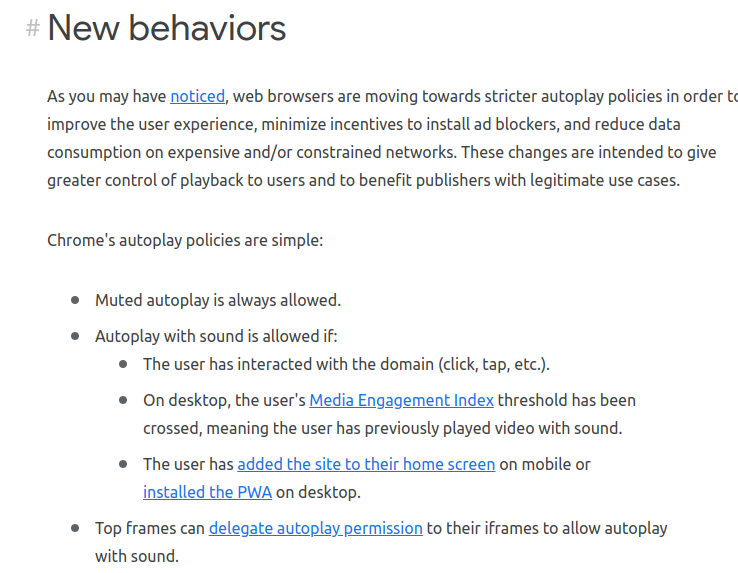 # New behaviors
As you may have noticed, web browsers are moving towards stricter autoplay policies in order to
improve the user experience, minimize incentives to install ad blockers, and reduce data
consumption on expensive and/or constrained networks. These changes are intended to give
greater control of playback to users and to benefit publishers with legitimate use cases.
Chrome's autoplay policies are simple:
• Muted autoplay is always allowed.
• Autoplay with sound is allowed if:
• The user has interacted with the domain (click, tap, etc.).
• On desktop, the user's Media Engagement Index threshold has been
crossed, meaning the user has previously played video with sound.
• The user has added the site to their home screen on mobile or
installed the PWA on desktop.
• Top frames can delegate autoplay permission to their iframes to allow autoplay
with sound.